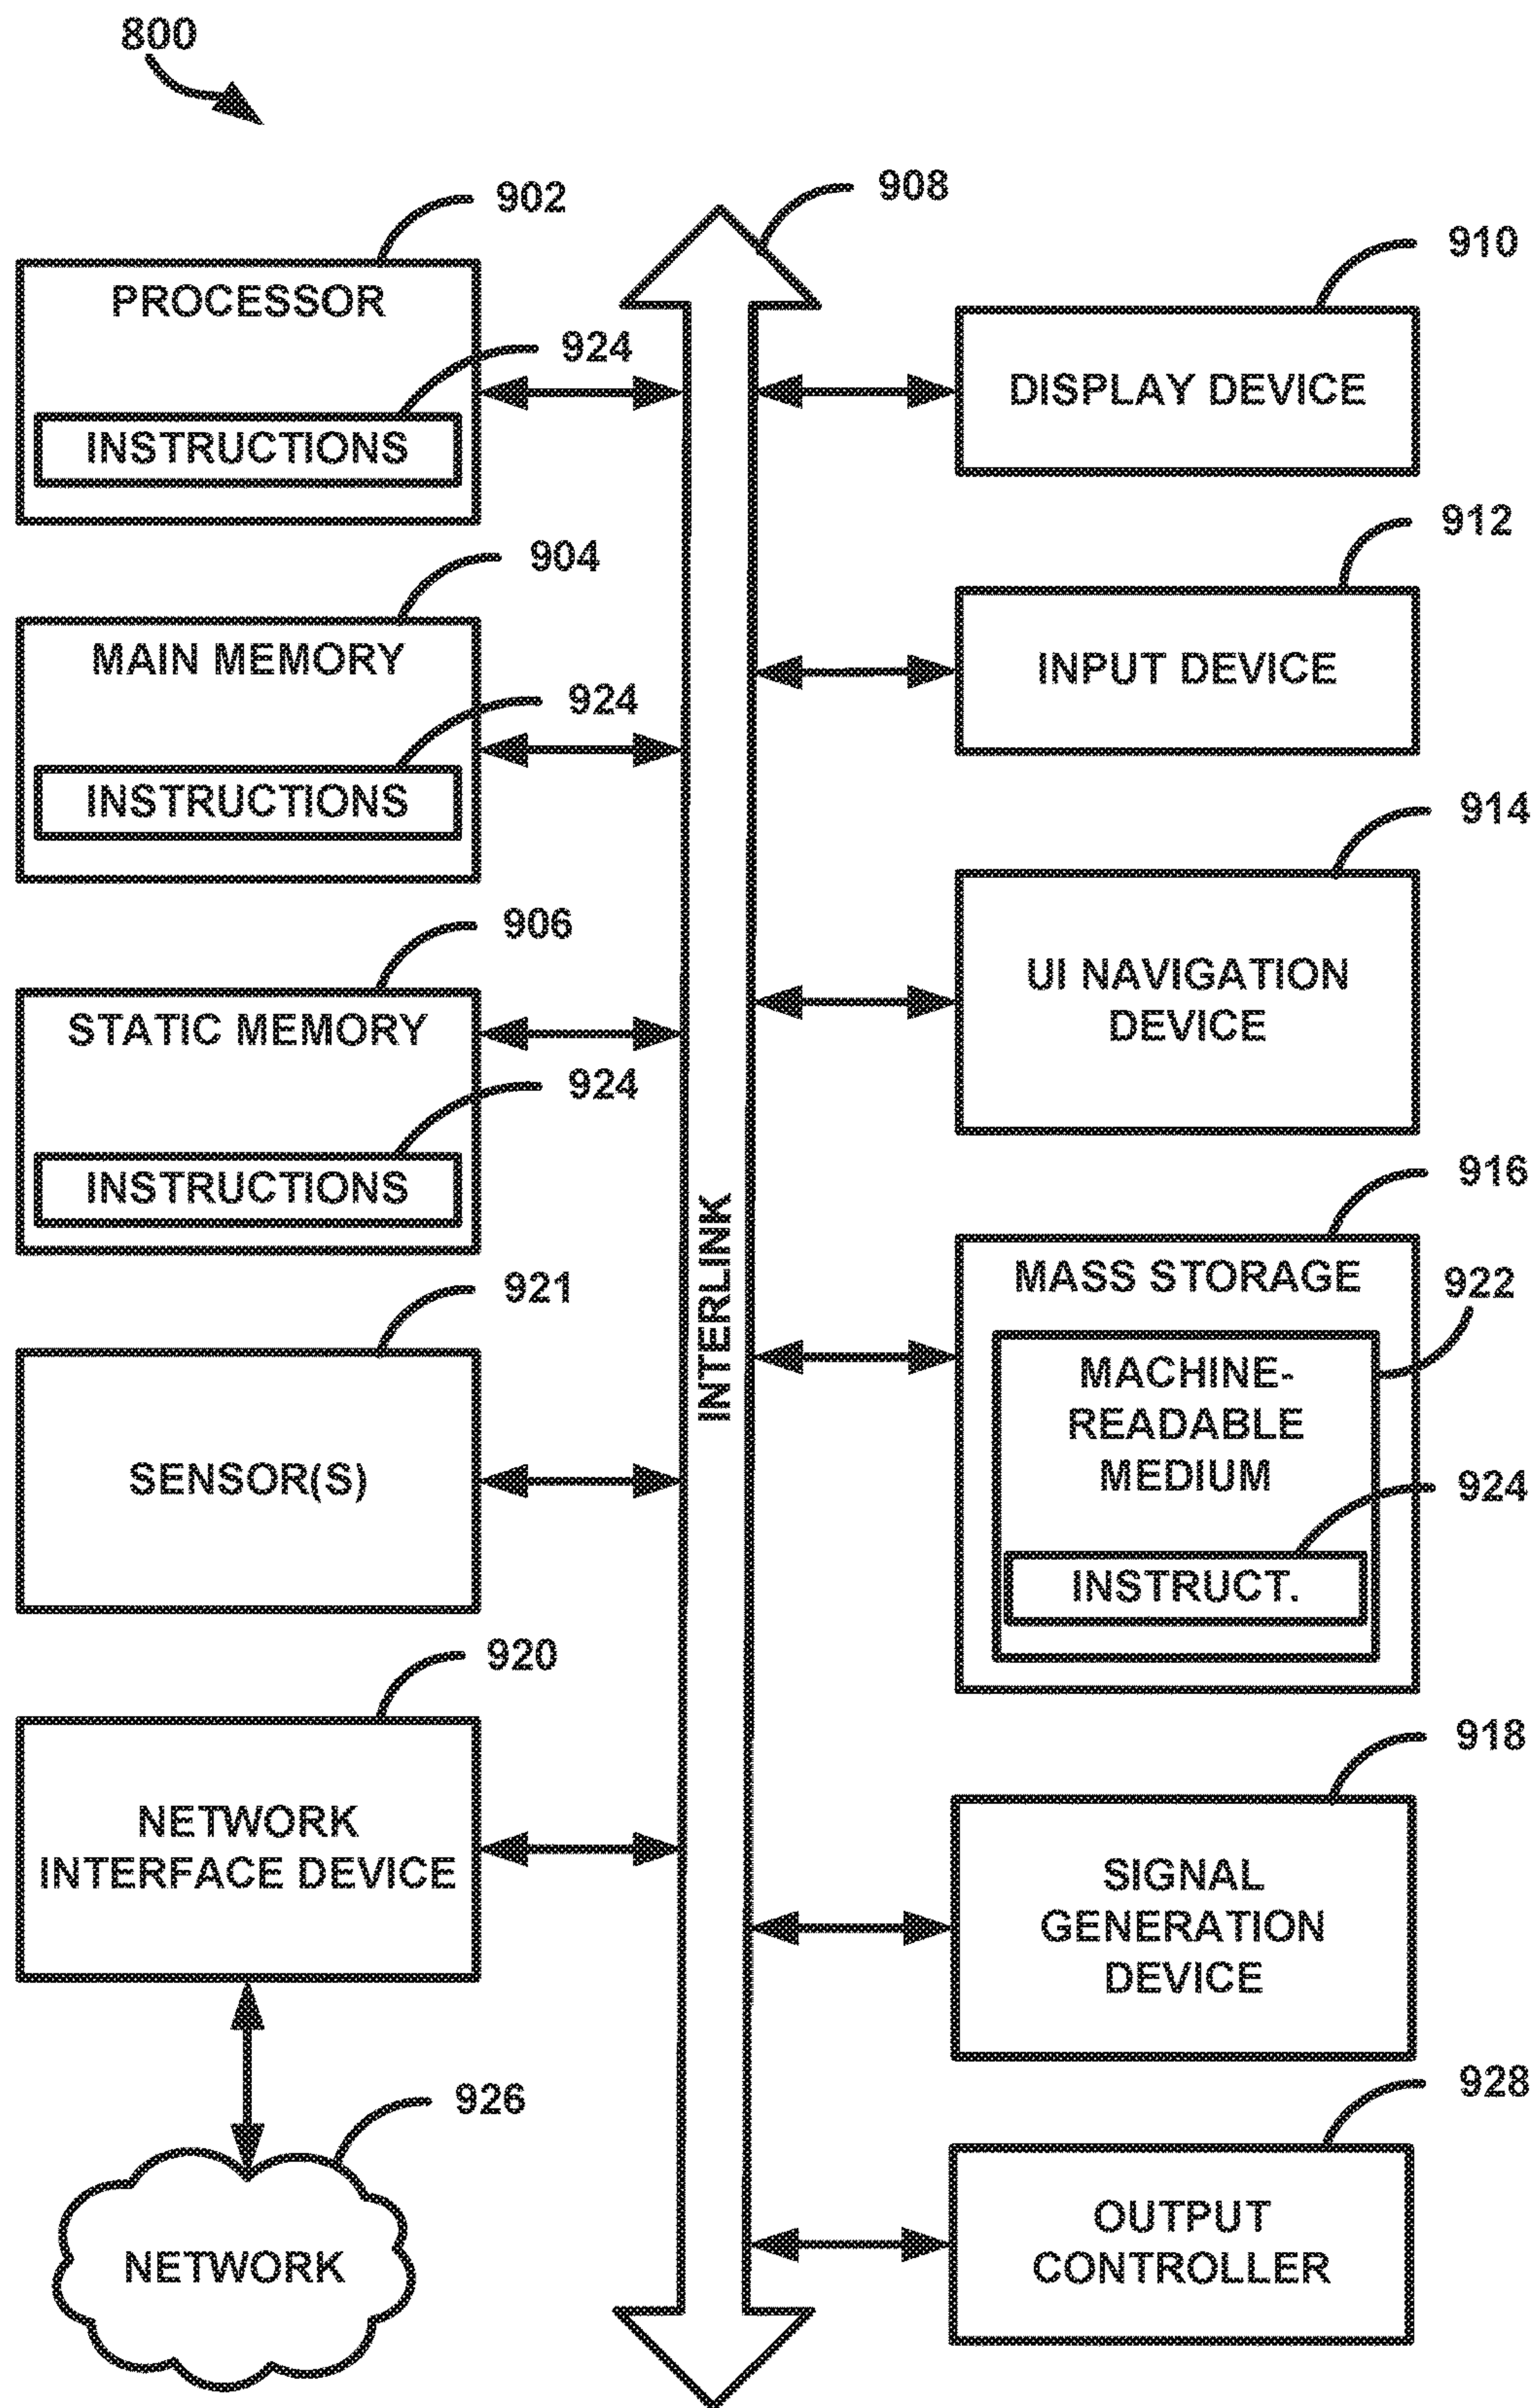 800
902
PROCESSOR
924
INSTRUCTIONS
904
MAIN MEMORY
924
INSTRUCTIONS
906
STATIC MEMORY
924
INSTRUCTIONS
921
SENSOR(S)
920
NETWORK
INTERFACE DEVICE
926
NETWORK
908
INTERLINK
910
DISPLAY DEVICE
912
INPUT DEVICE
914
UI NAVIGATION
DEVICE
916
MASS STORAGE
922
MACHINE-
READABLE
MEDIUM
924
INSTRUCT.
918
SIGNAL
GENERATION
DEVICE
928
OUTPUT
CONTROLLER